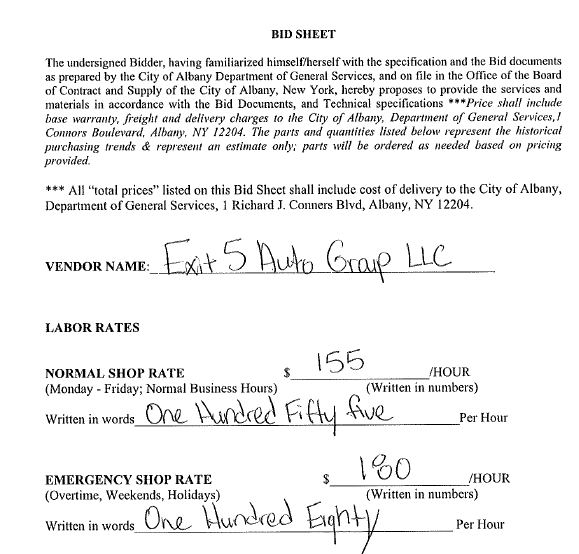 BID SHEET
The undersigned Bidder, having familiarized himself/herself with the specification and the Bid documents
as prepared by the City of Albany Department of General Services, and on file in the Office of the Board
of Contract and Supply of the City of Albany, New York, hereby proposes to provide the services and
materials in accordance with the Bid Documents, and Technical specifications ***Price shall include
base warranty, freight and delivery charges to the City of Albany, Department of General Services,1
Connors Boulevard, Albany, NY 12204. The parts and quantities listed below represent the historical
purchasing trends & represent an estimate only; parts will be ordered as needed based on pricing
provided.
*** All “total prices” listed on this Bid Sheet shall include cost of delivery to the City of Albany,
Department of General Services, 1 Richard J. Conners Blvd, Albany, NY 12204.
VENDOR NAME: Exit 5 Auto Group LLC
LABOR RATES
NORMAL SHOP RATE $ 155 /HOUR
(Monday - Friday; Normal Business Hours) (Written in numbers)
Written in words One Hundred Fifty five Per Hour
EMERGENCY SHOP RATE $ 180 /HOUR
(Overtime, Weekends, Holidays) (Written in numbers)
Written in words One Hundred Eighty Per Hour